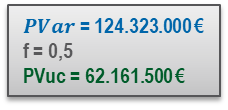 PVar = 124.323.000€
f = 0,5
PVuc = 62.161.500€